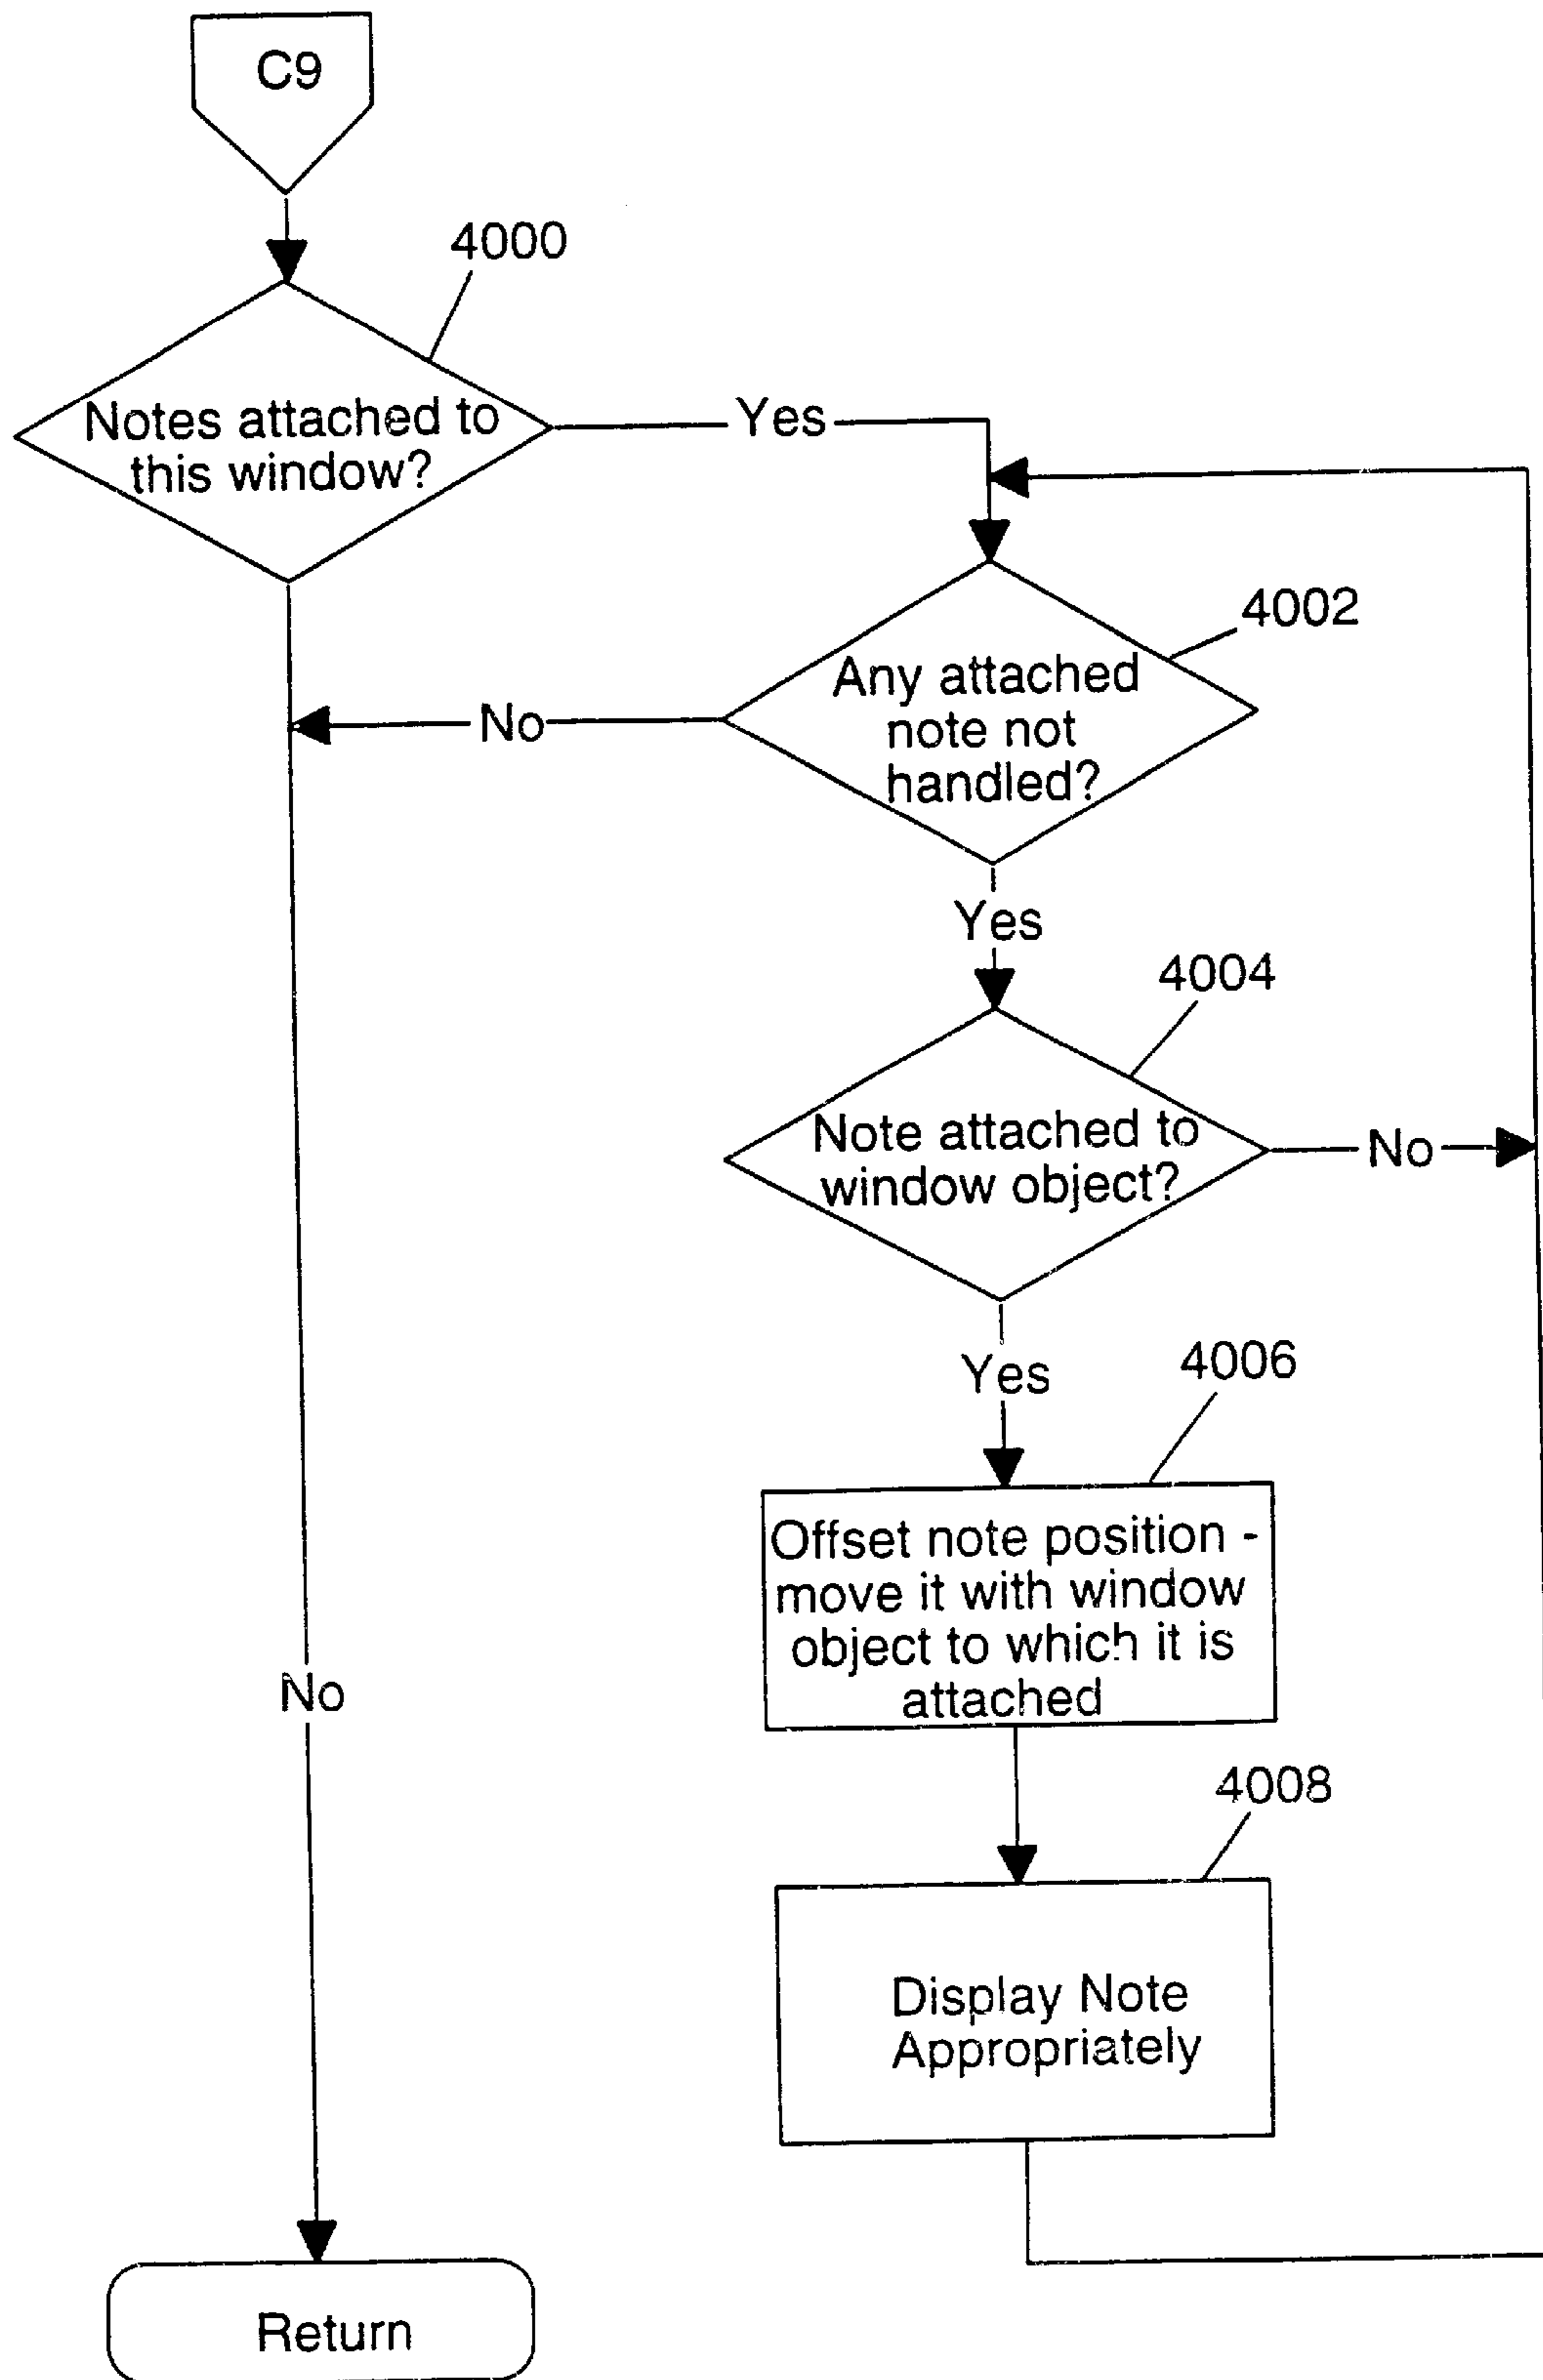 C9
4000
Notes attached to
this window?
Yes
4002
Any attached
note not
handled?
No
Yes
4004
Note attached to
window object?
No
Yes
4006
Offset note position -
move it with window
object to which it is
attached
No
4008
Display Note
Appropriately
Return